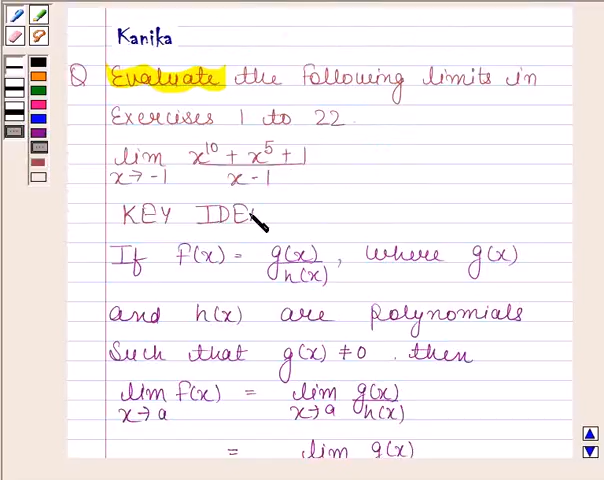 Kanika
Q Evaluate the following limits in
Exercises 1 to 22.
lim x→-1 (x^10 + x^5 + 1)/(x - 1)
KEY IDE
If f(x) = g(x)/h(x), where g(x)
and h(x) are polynomials
Such that g(x) ≠ 0. then
lim x→a f(x) = lim x→a g(x)/h(x)
= lim g(x)